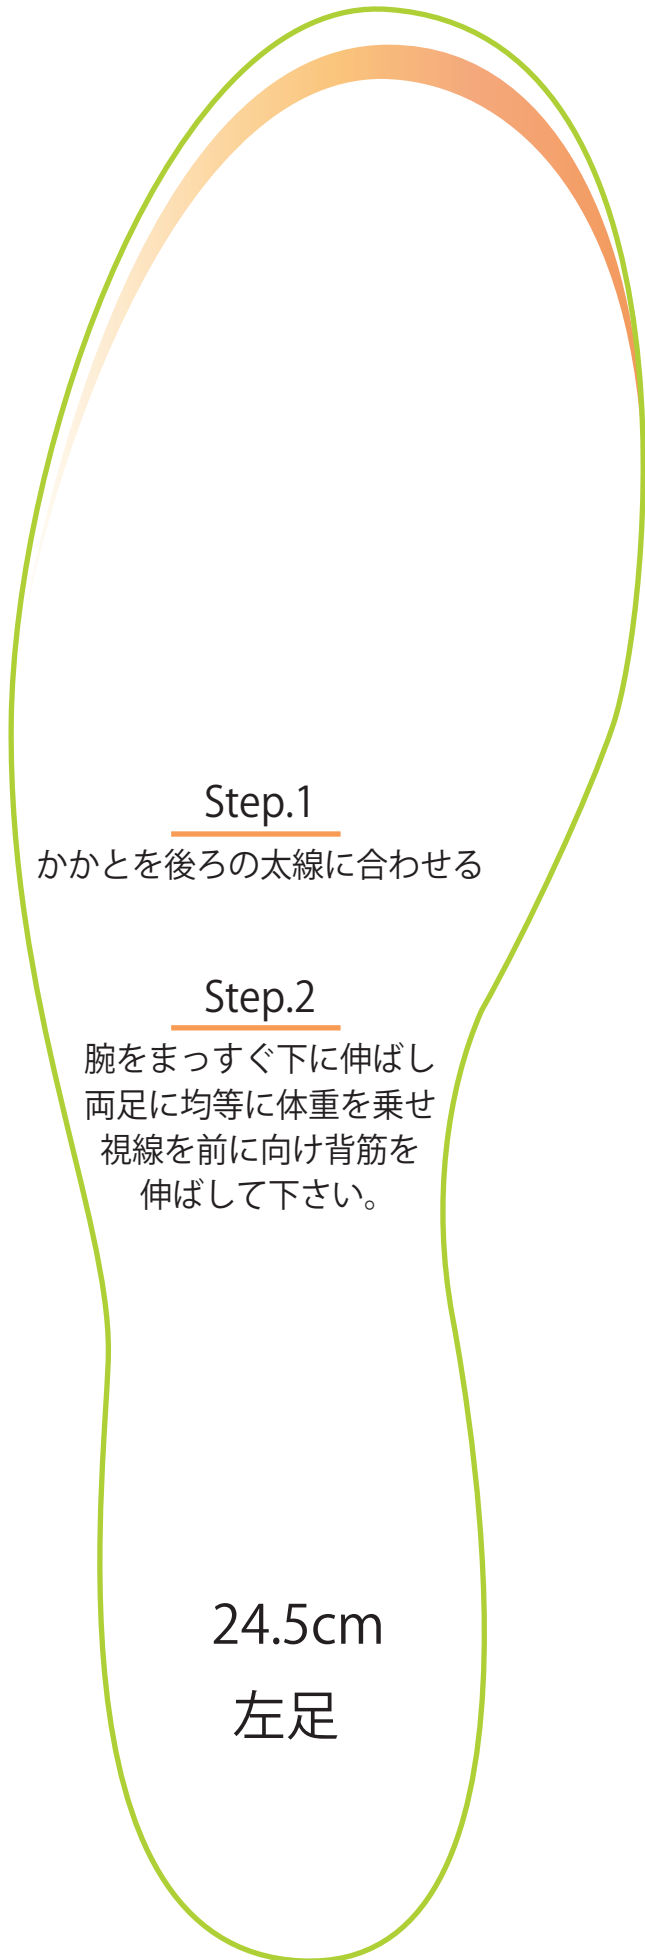 Step.1
かかとを後ろの太線に合わせる
Step.2
腕をまっすぐ下に伸ばし
両足に均等に体重を乗せ
視線を前に向け背筋を
伸ばして下さい。
24.5cm
左足